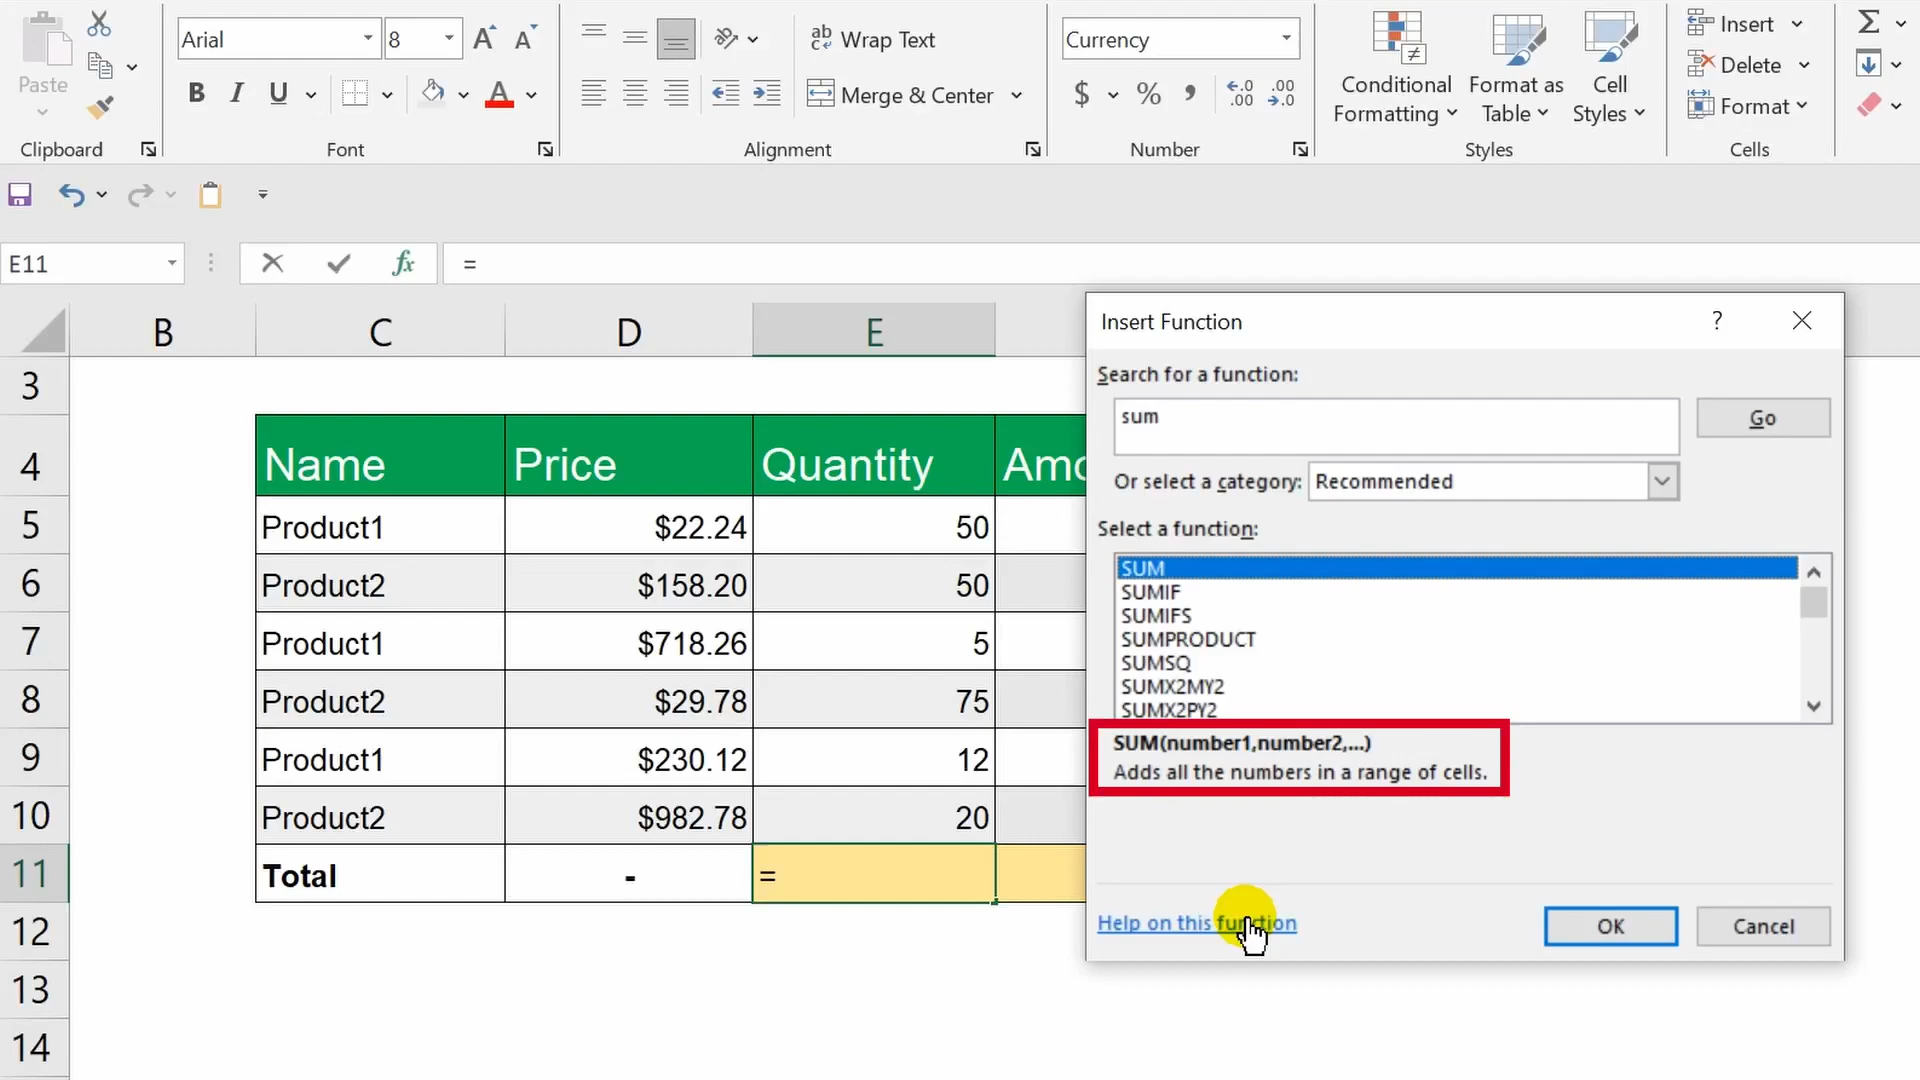 Paste
Clipboard
Arial
8
A A
B I U
A
Font
ab
Wrap Text
Merge & Center
Alignment
Currency
$ % ,
Number
Conditional
Formatting
Format as
Table
Cell
Styles
Styles
Insert
Delete
Format
Cells
Σ
E11
fx
=
B C D E
3
4 Name Price Quantity Amo
5 Product1 $22.24 50
6 Product2 $158.20 50
7 Product1 $718.26 5
8 Product2 $29.78 75
9 Product1 $230.12 12
10 Product2 $982.78 20
11 Total - =
12
13
14
Insert Function
?
Search for a function:
sum
Go
Or select a category: Recommended
Select a function:
SUM
SUMIF
SUMIFS
SUMPRODUCT
SUMSQ
SUMX2MY2
SUMX2PY2
SUM(number1,number2,...)
Adds all the numbers in a range of cells.
Help on this function
OK
Cancel